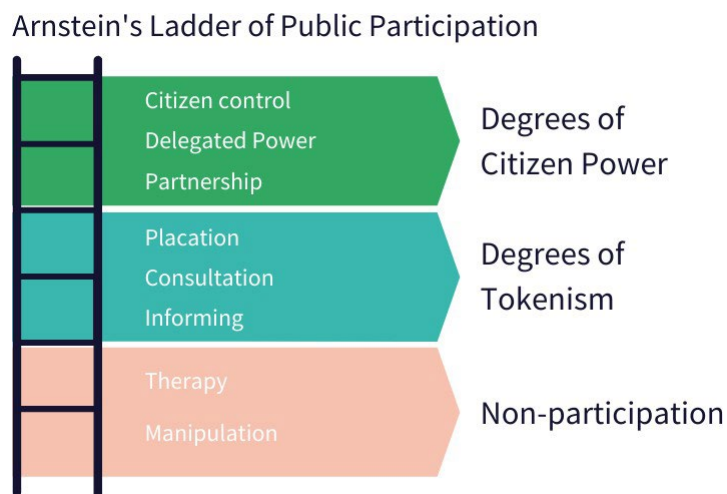 Arnstein's Ladder of Public Participation
Citizen control
Delegated Power
Partnership
Degrees of
Citizen Power
Placation
Consultation
Informing
Degrees of
Tokenism
Therapy
Manipulation
Non-participation